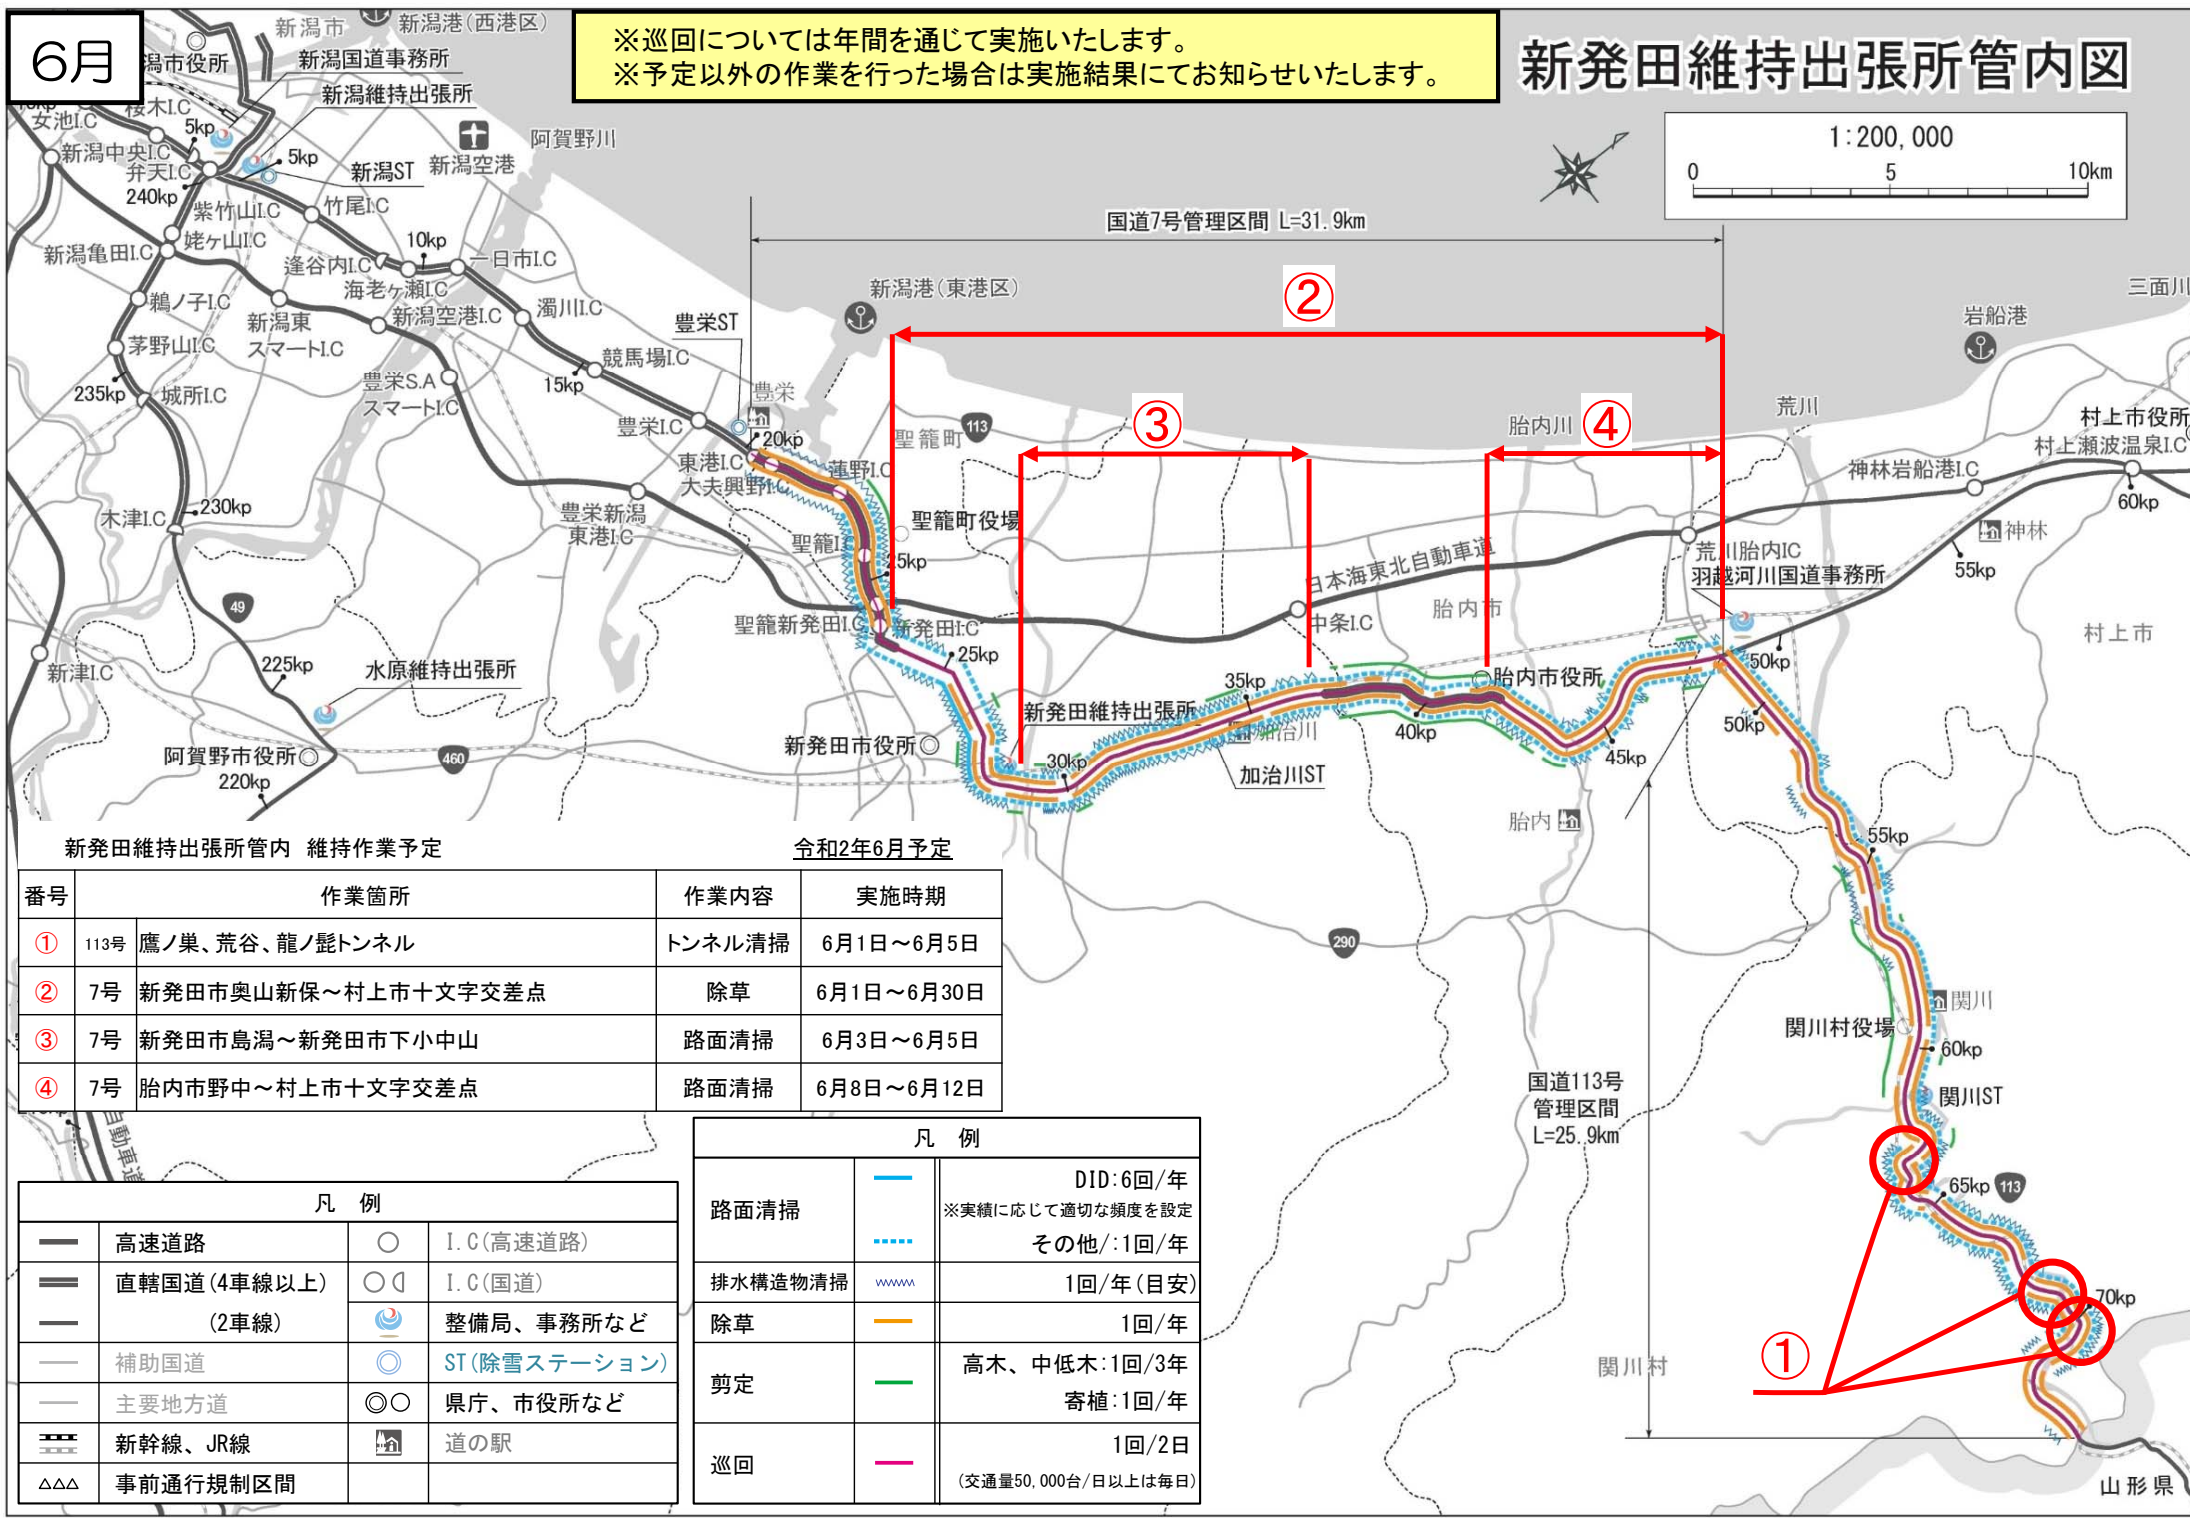 6月
※巡回については年間を通じて実施いたします。
※予定以外の作業を行った場合は実施結果にてお知らせいたします。
新発田維持出張所管内図
1:200,000
0 5 10km
新潟市
新潟港(西港区)
潟市役所
新潟国道事務所
新潟維持出張所
桜木I.C
女池I.C
5kp
新潟中央I.C
弁天I.C
5kp
新潟ST
新潟空港
阿賀野川
240kp
紫竹山I.C
竹尾I.C
姥ヶ山I.C
新潟亀田I.C
10kp
逢谷内I.C
一日市I.C
海老ヶ瀬I.C
鵜ノ子I.C
新潟東
スマートI.C
新潟空港I.C
濁川I.C
茅野山I.C
競馬場I.C
15kp
235kp
城所I.C
豊栄S.A
スマートI.C
豊栄ST
豊栄
豊栄I.C
20kp
新潟港(東港区)
国道7号管理区間 L=31.9km
②
③
④
三面川
岩船港
荒川
胎内川
村上市役所
村上瀬波温泉I.C
神林岩船港I.C
60kp
神林
55kp
聖籠町
113
東港I.C
蓮野I.C
大夫興野I.C
木津I.C
230kp
豊栄新潟
東港I.C
聖籠町役場
聖籠I.
25kp
日本海東北自動車道
荒川胎内IC
羽越河川国道事務所
49
聖籠新発田I.C
新発田I.C
中条I.C
胎内市
村上市
新津I.C
225kp
水原維持出張所
25kp
50kp
35kp
胎内市役所
新発田維持出張所
50kp
40kp
45kp
阿賀野市役所
新発田市役所
加治川
460
30kp
加治川ST
220kp
胎内
55kp
290
関川
関川村役場
60kp
国道113号
管理区間
L=25.9km
関川ST
65kp
113
70kp
①
関川村
山形県
自動車道
新発田維持出張所管内 維持作業予定 令和2年6月予定
番号 作業箇所 作業内容 実施時期
① 113号 鷹ノ巣、荒谷、龍ノ髭トンネル トンネル清掃 6月1日～6月5日
② 7号 新発田市奥山新保～村上市十文字交差点 除草 6月1日～6月30日
③ 7号 新発田市島潟～新発田市下小中山 路面清掃 6月3日～6月5日
④ 7号 胎内市野中～村上市十文字交差点 路面清掃 6月8日～6月12日
凡 例
高速道路 I.C(高速道路)
直轄国道(4車線以上) I.C(国道)
(2車線) 整備局、事務所など
補助国道 ST(除雪ステーション)
主要地方道 県庁、市役所など
新幹線、JR線 道の駅
事前通行規制区間
凡 例
路面清掃 DID:6回/年
※実績に応じて適切な頻度を設定
その他/:1回/年
排水構造物清掃 1回/年(目安)
除草 1回/年
剪定 高木、中低木:1回/3年
寄植:1回/年
巡回 1回/2日
(交通量50,000台/日以上は毎日)